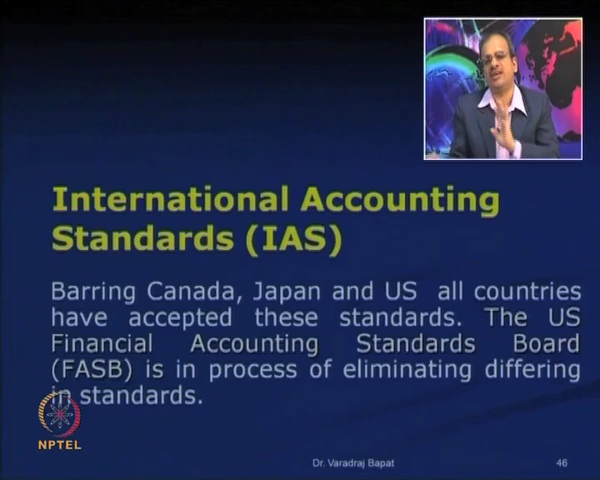 International Accounting
Standards (IAS)
Barring Canada, Japan and US all countries
have accepted these standards. The US
Financial Accounting Standards Board
(FASB) is in process of eliminating differing
in standards.
NPTEL
Dr. Varadraj Bapat
46